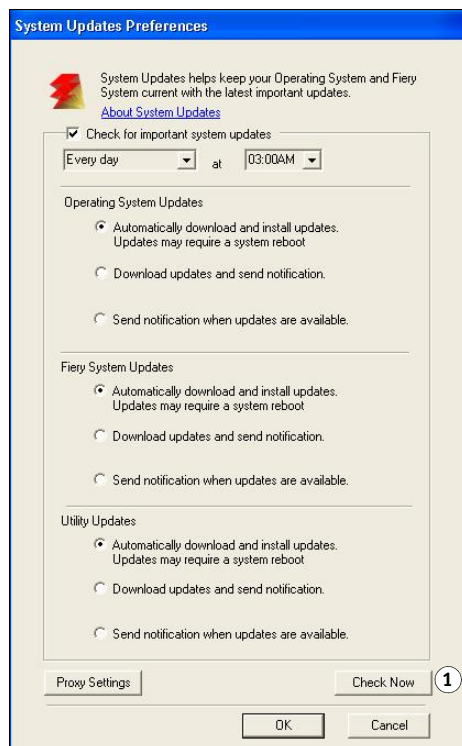 System Updates Preferences
System Updates helps keep your Operating System and Fiery
System current with the latest important updates.
About System Updates
Check for important system updates
Every day at 03:00AM
Operating System Updates
Automatically download and install updates.
Updates may require a system reboot
Download updates and send notification.
Send notification when updates are available.
Fiery System Updates
Automatically download and install updates.
Updates may require a system reboot
Download updates and send notification.
Send notification when updates are available.
Utility Updates
Automatically download and install updates.
Updates may require a system reboot
Download updates and send notification.
Send notification when updates are available.
Proxy Settings Check Now 1
OK Cancel